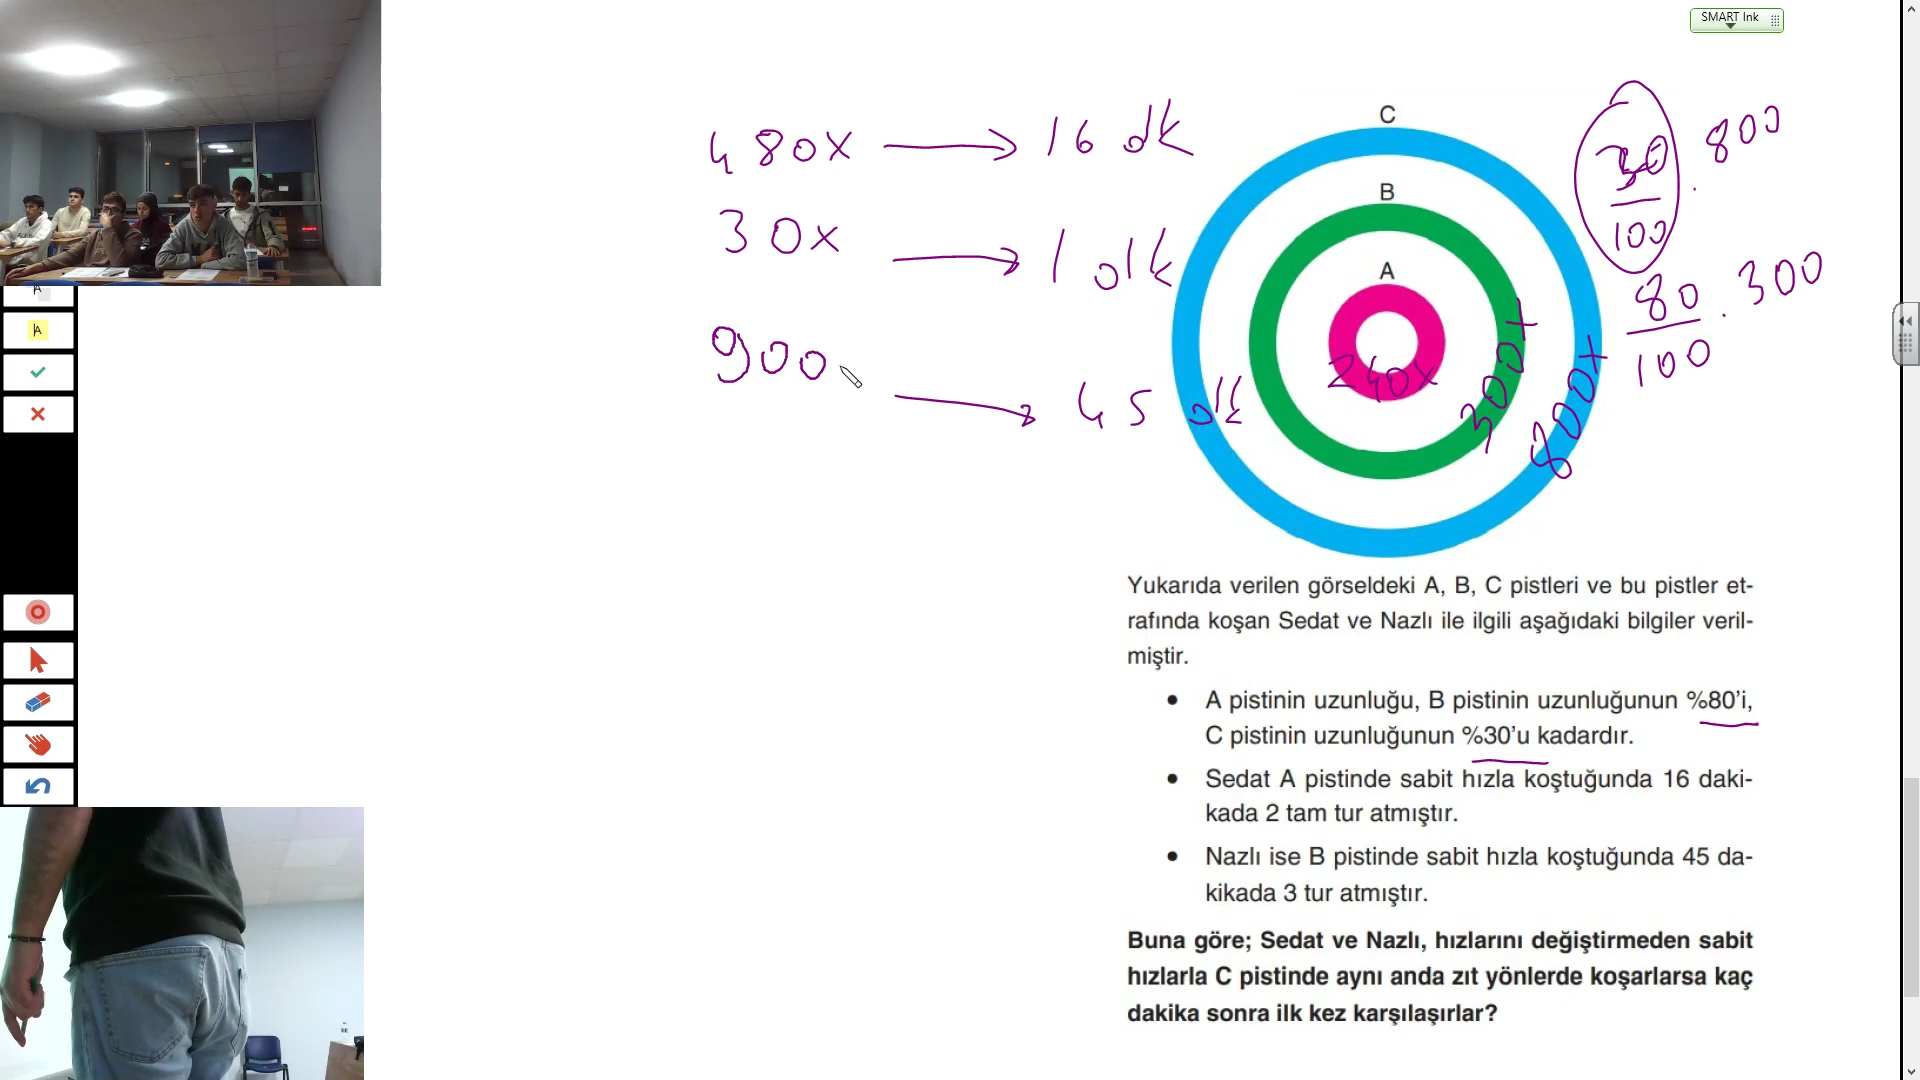 SMART Ink
480x → 16 dk
30x → 1 dk
900 → 45 dk
C
B
A
240x
300x
800x
30/100 . 800
80/100 . 300
A
A
Yukarıda verilen görseldeki A, B, C pistleri ve bu pistler et-
rafında koşan Sedat ve Nazlı ile ilgili aşağıdaki bilgiler veril-
miştir.
• A pistinin uzunluğu, B pistinin uzunluğunun %80’i,
C pistinin uzunluğunun %30’u kadardır.
• Sedat A pistinde sabit hızla koştuğunda 16 daki-
kada 2 tam tur atmıştır.
• Nazlı ise B pistinde sabit hızla koştuğunda 45 da-
kikada 3 tur atmıştır.
Buna göre; Sedat ve Nazlı, hızlarını değiştirmeden sabit
hızlarla C pistinde aynı anda zıt yönlerde koşarlarsa kaç
dakika sonra ilk kez karşılaşırlar?